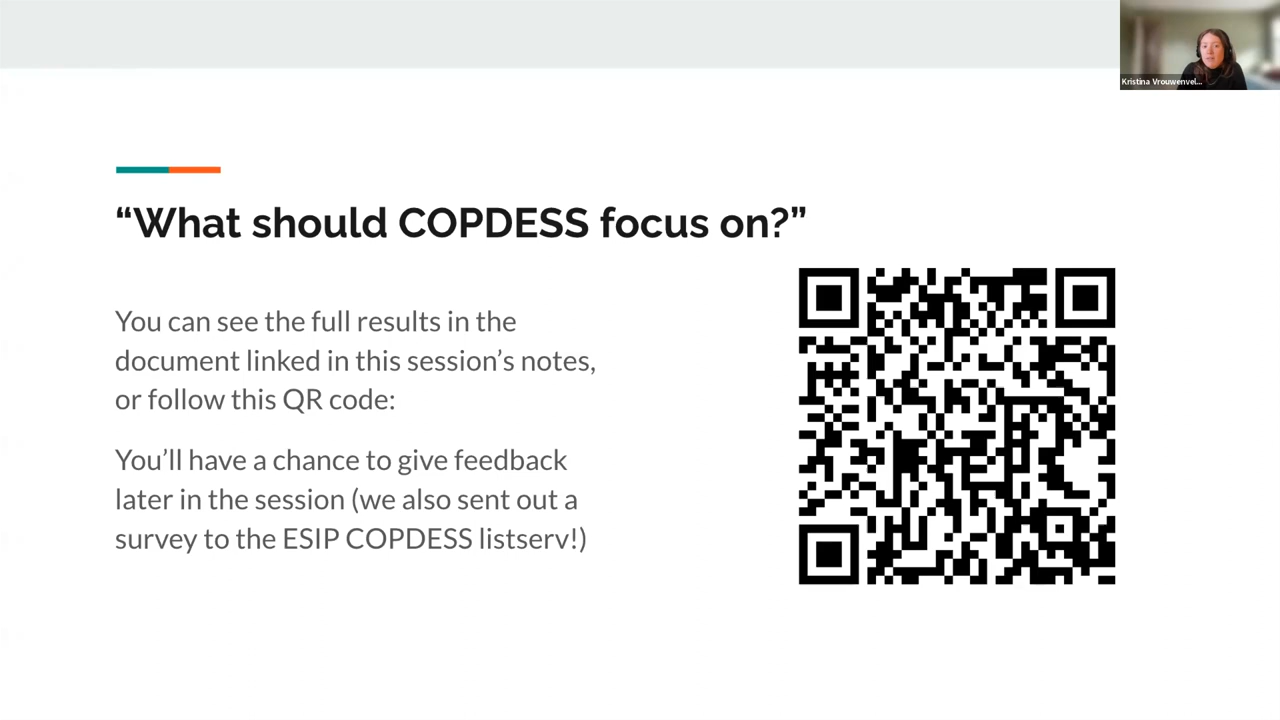 Kristina Vrouwenvel...
“What should COPDESS focus on?”
You can see the full results in the
document linked in this session’s notes,
or follow this QR code:
You’ll have a chance to give feedback
later in the session (we also sent out a
survey to the ESIP COPDESS listserv!)